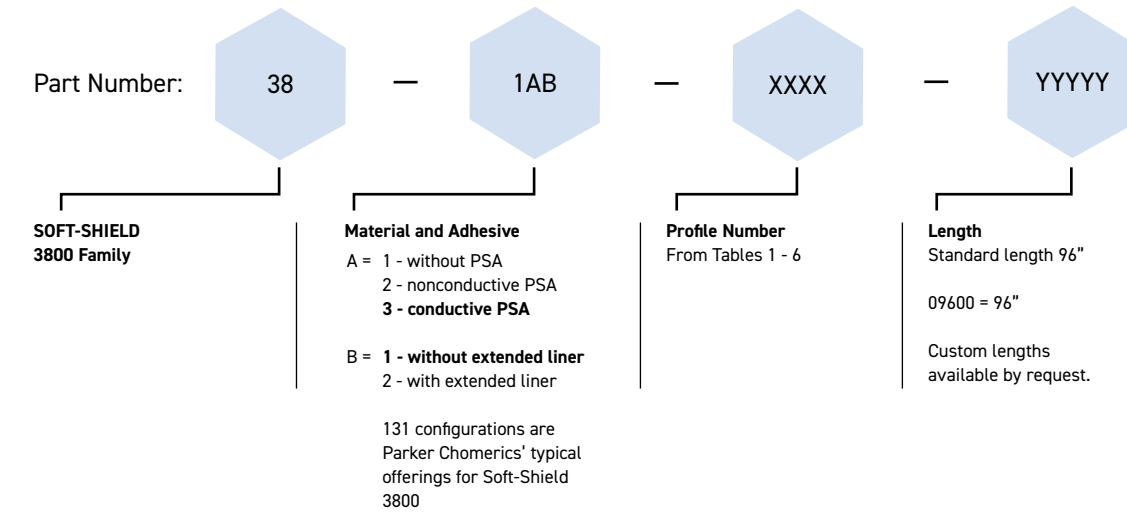 Part Number: 38 — 1AB — XXXX — YYYYY
SOFT-SHIELD
3800 Family
Material and Adhesive
A = 1 - without PSA
2 - nonconductive PSA
3 - conductive PSA
B = 1 - without extended liner
2 - with extended liner
131 configurations are
Parker Chomerics’ typical
offerings for Soft-Shield
3800
Profile Number
From Tables 1 - 6
Length
Standard length 96”
09600 = 96”
Custom lengths
available by request.